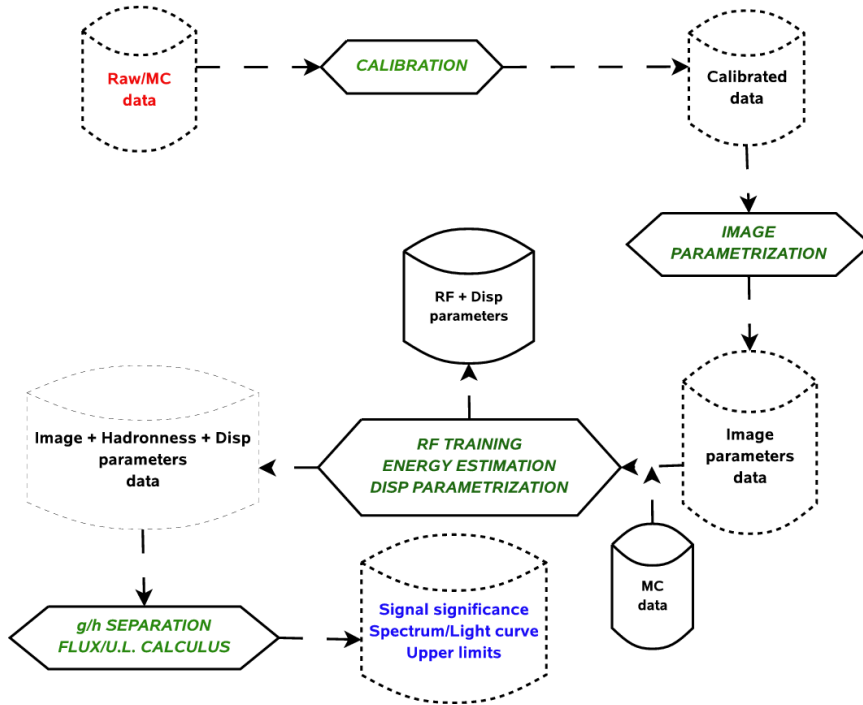 Raw/MC
data
CALIBRATION
Calibrated
data
IMAGE
PARAMETRIZATION
RF + Disp
parameters
Image
parameters
data
MC
data
RF TRAINING
ENERGY ESTIMATION
DISP PARAMETRIZATION
Image + Hadronness + Disp
parameters
data
g/h SEPARATION
FLUX/U.L. CALCULUS
Signal significance
Spectrum/Light curve
Upper limits